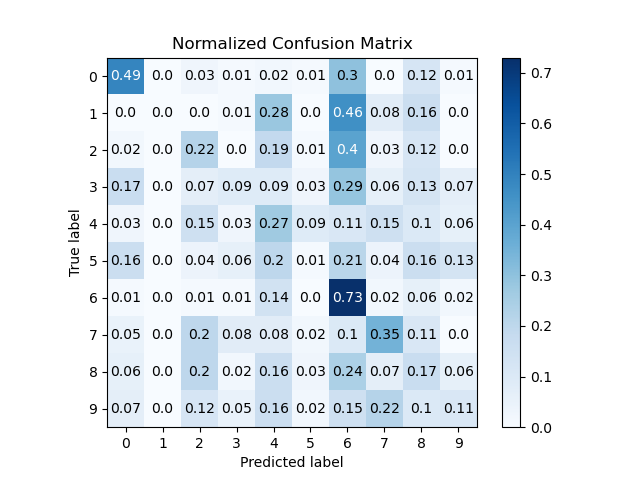 Normalized Confusion Matrix
0 0.49 0.0 0.03 0.01 0.02 0.01 0.3 0.0 0.12 0.01
1 0.0 0.0 0.0 0.01 0.28 0.0 0.46 0.08 0.16 0.0
2 0.02 0.0 0.22 0.0 0.19 0.01 0.4 0.03 0.12 0.0
3 0.17 0.0 0.07 0.09 0.09 0.03 0.29 0.06 0.13 0.07
4 0.03 0.0 0.15 0.03 0.27 0.09 0.11 0.15 0.1 0.06
5 0.16 0.0 0.04 0.06 0.2 0.01 0.21 0.04 0.16 0.13
6 0.01 0.0 0.01 0.01 0.14 0.0 0.73 0.02 0.06 0.02
7 0.05 0.0 0.2 0.08 0.08 0.02 0.1 0.35 0.11 0.0
8 0.06 0.0 0.2 0.02 0.16 0.03 0.24 0.07 0.17 0.06
9 0.07 0.0 0.12 0.05 0.16 0.02 0.15 0.22 0.1 0.11
0 1 2 3 4 5 6 7 8 9
Predicted label
True label
0.7
0.6
0.5
0.4
0.3
0.2
0.1
0.0